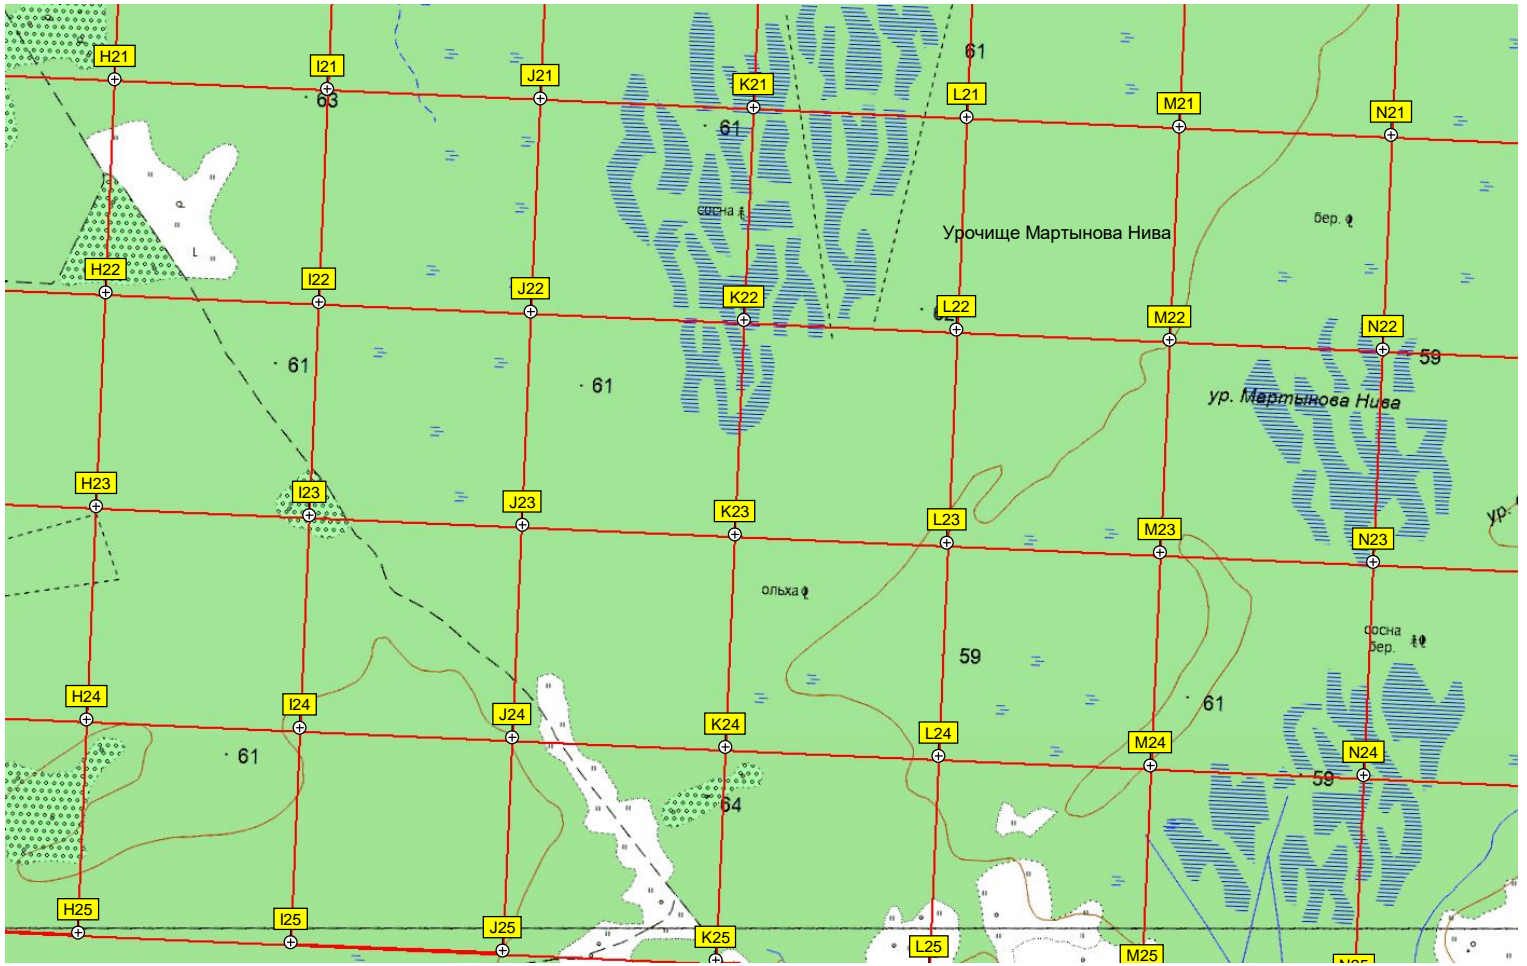 61
H21
I21
J21
K21
L21
M21
N21
63
61
сосна
бер.
Урочище Мартынова Нива
H22
I22
J22
K22
L22
M22
N22
61
61
59
ур. Мартынова Нива
H23
I23
J23
K23
L23
M23
N23
ур.
ольха
59
сосна
бер.
61
H24
I24
J24
K24
L24
M24
N24
61
59
64
H25
I25
J25
K25
L25
M25
N25